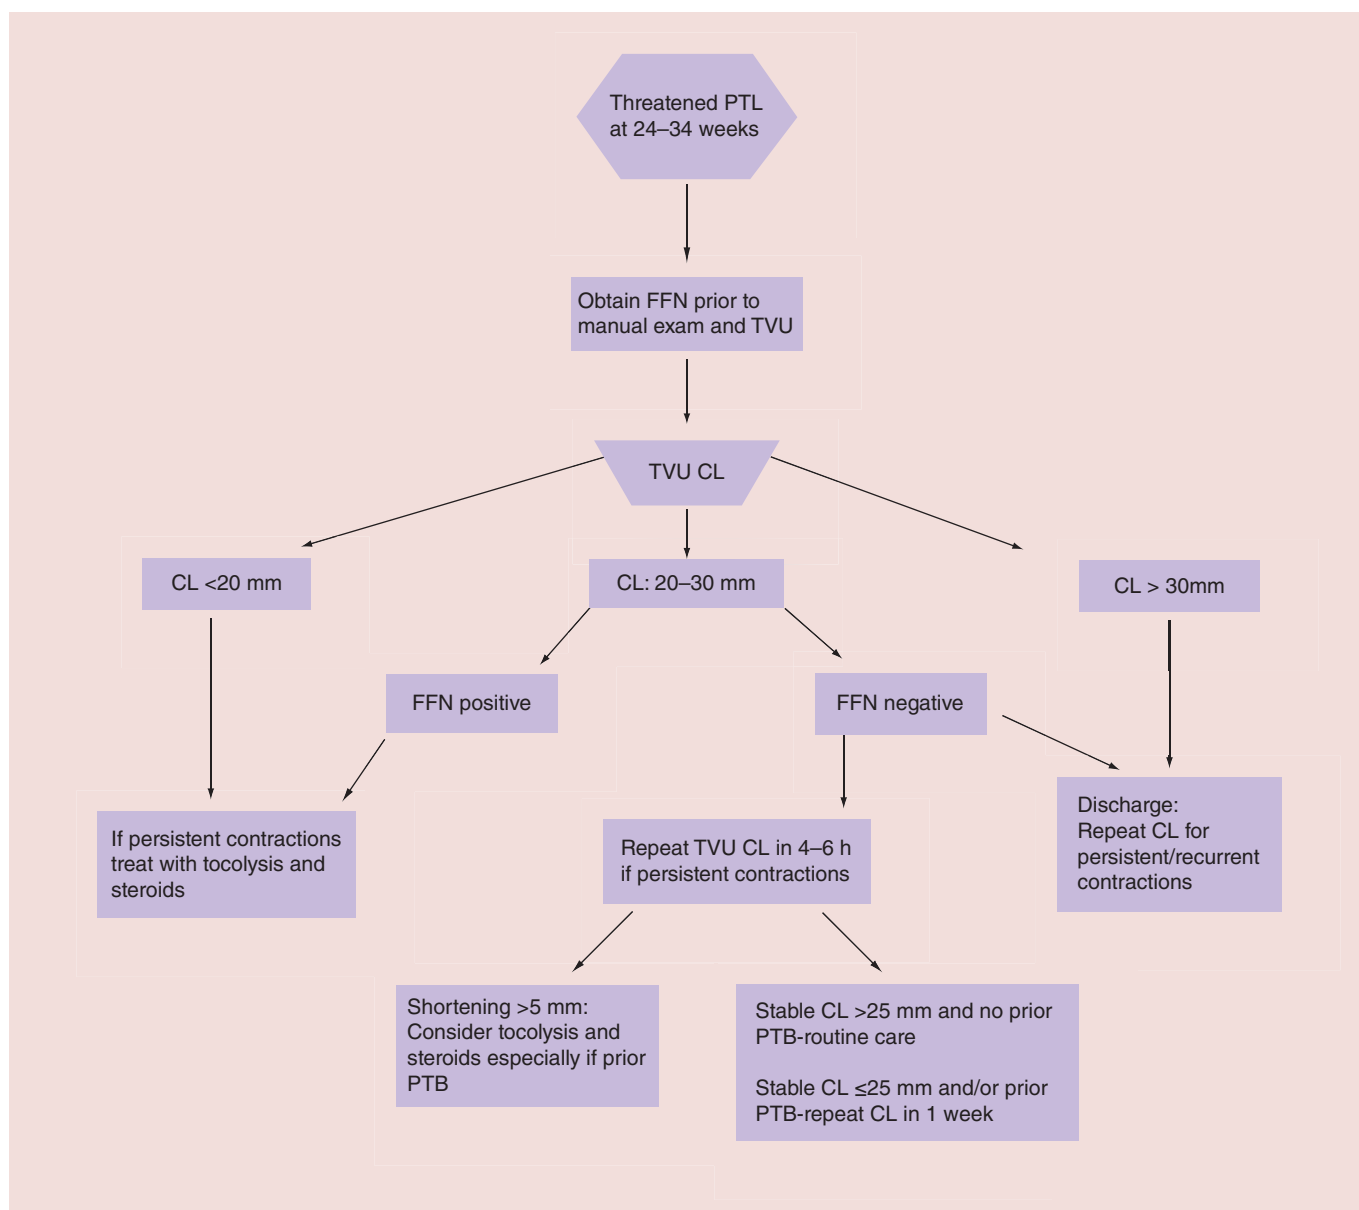 Threatened PTL
at 24–34 weeks
Obtain FFN prior to
manual exam and TVU
TVU CL
CL <20 mm
CL: 20–30 mm
CL > 30mm
FFN positive
FFN negative
If persistent contractions
treat with tocolysis and
steroids
Repeat TVU CL in 4–6 h
if persistent contractions
Discharge:
Repeat CL for
persistent/recurrent
contractions
Shortening >5 mm:
Consider tocolysis and
steroids especially if prior
PTB
Stable CL >25 mm and no prior
PTB-routine care
Stable CL ≤25 mm and/or prior
PTB-repeat CL in 1 week